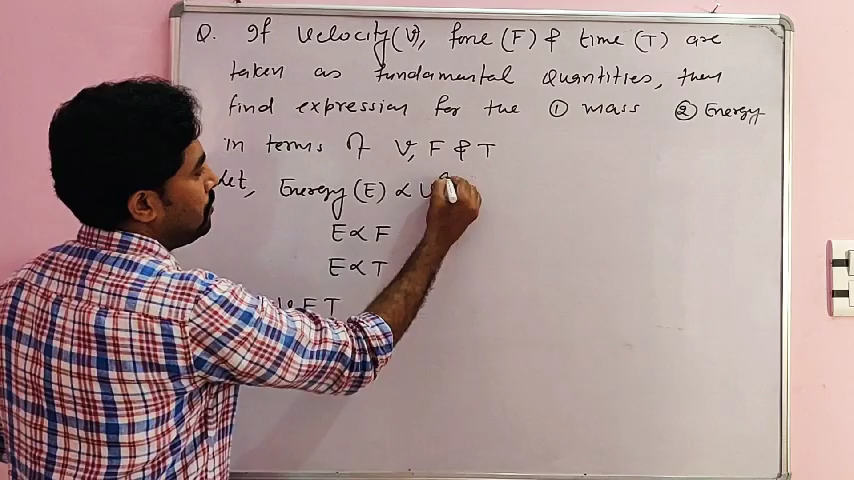 Q. If Velocity (V), force (F) & time (T) are
taken as fundamental Quantities, then
find expression for the ① mass ② Energy
in terms of V, F & T
Let, Energy (E) ∝ V
E ∝ F
E ∝ T
F T